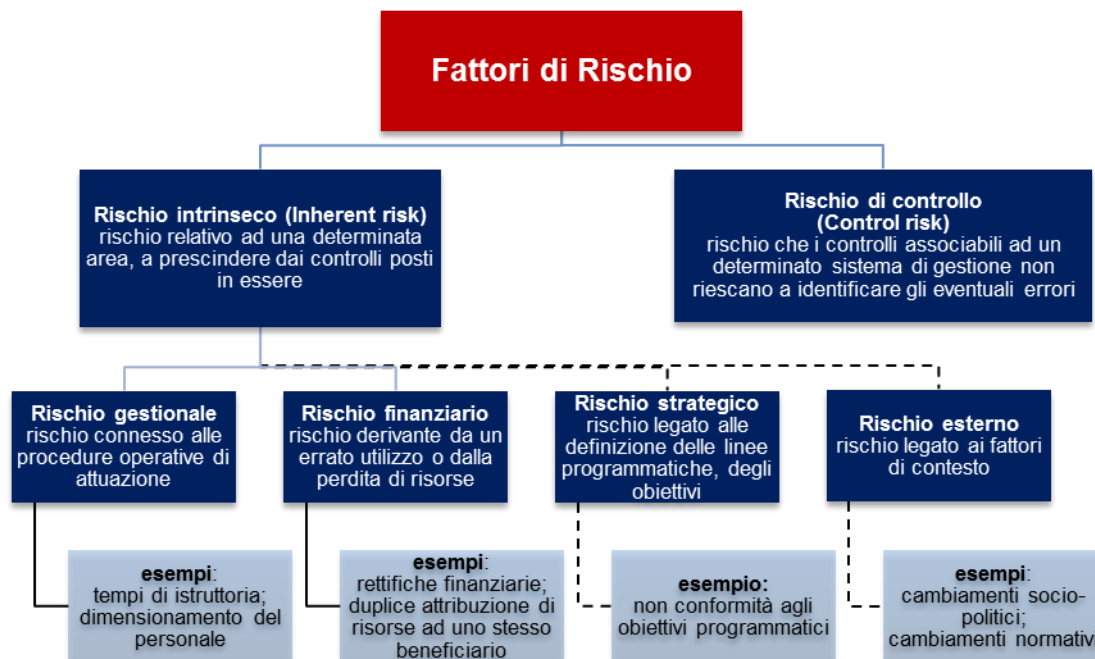 Fattori di Rischio
Rischio intrinseco (Inherent risk)
rischio relativo ad una determinata
area, a prescindere dai controlli posti
in essere
Rischio di controllo
(Control risk)
rischio che i controlli associabili ad un
determinato sistema di gestione non
riescano a identificare gli eventuali errori
Rischio gestionale
rischio connesso alle
procedure operative di
attuazione
Rischio finanziario
rischio derivante da un
errato utilizzo o dalla
perdita di risorse
Rischio strategico
rischio legato alle
definizione delle linee
programmatiche, degli
obiettivi
Rischio esterno
rischio legato ai fattori
di contesto
esempi:
tempi di istruttoria;
dimensionamento del
personale
esempi:
rettifiche finanziarie;
duplice attribuzione di
risorse ad uno stesso
beneficiario
esempio:
non conformità agli
obiettivi programmatici
esempi:
cambiamenti socio-
politici;
cambiamenti normativi